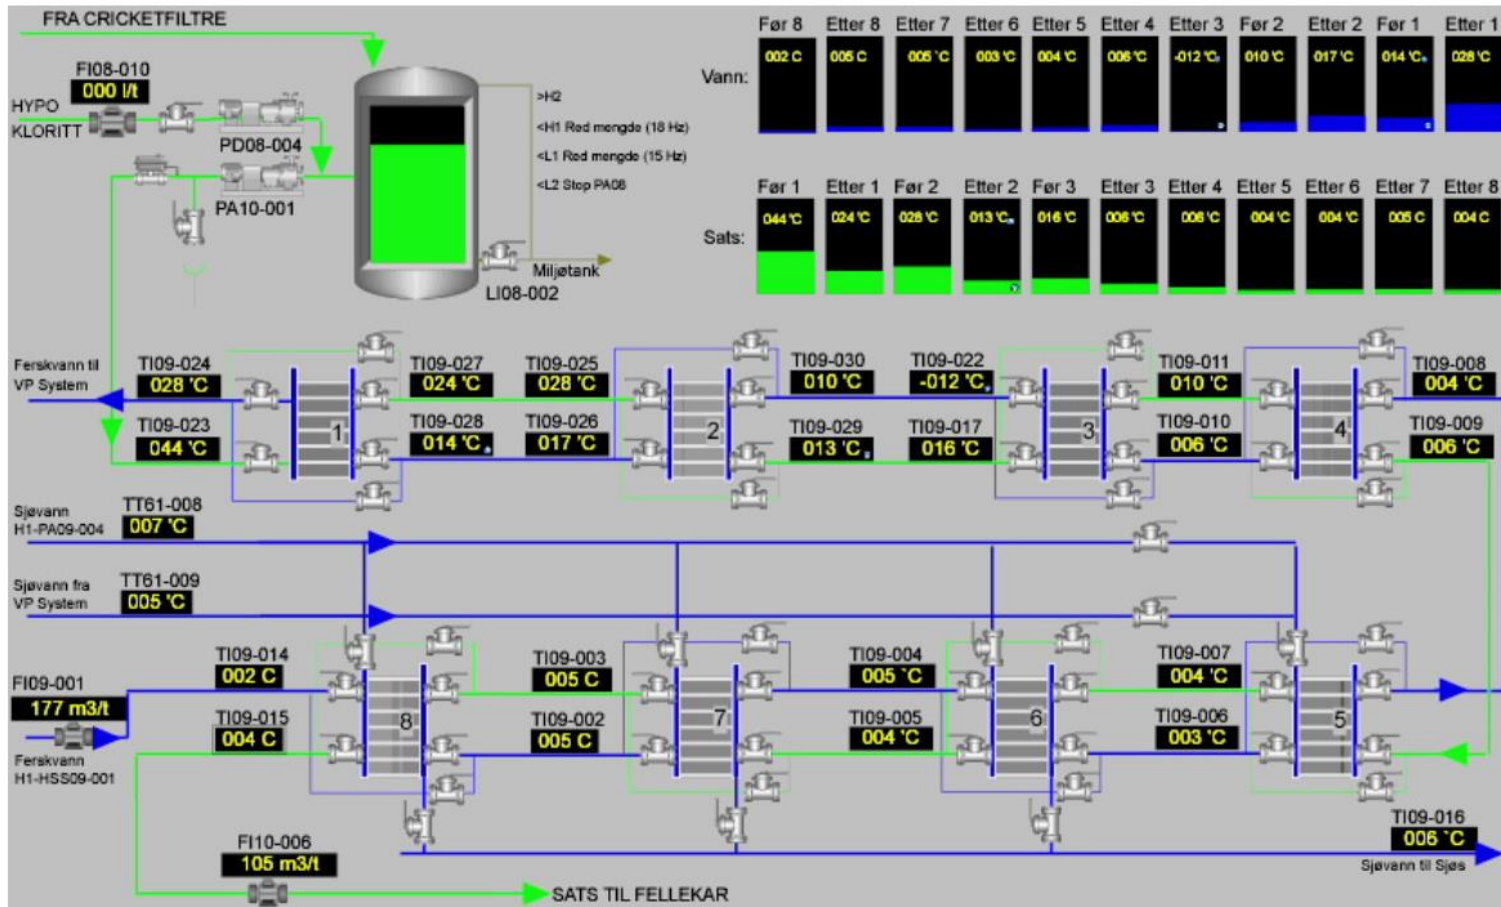 FRA CRICKETFILTRE
FI08-010
000 l/t
HYPO
KLORITT
PD08-004
PA10-001
>H2
<H1 Red mengde (18 Hz)
<L1 Red mengde (15 Hz)
<L2 Stop PA08
Miljøtank
LI08-002
Før 8 Etter 8 Etter 7 Etter 6 Etter 5 Etter 4 Etter 3 Før 2 Etter 2 Før 1 Etter 1
Vann:
002 C 005 C 005 `C 003 'C 004 'C 006 'C -012 'C 010 'C 017 'C 014 'C 028 'C
Før 1 Etter 1 Før 2 Etter 2 Før 3 Etter 3 Etter 4 Etter 5 Etter 6 Etter 7 Etter 8
Sats:
044 'C 024 'C 028 'C 013 'C 016 'C 006 'C 006 'C 004 'C 004 'C 005 C 004 C
Ferskvann til
VP System
TI09-024
028 'C
TI09-023
044 'C
1
TI09-027
024 'C
TI09-028
014 'C
TI09-025
028 'C
TI09-026
017 'C
2
TI09-030
010 'C
TI09-029
013 'C
TI09-022
-012 'C
TI09-017
016 'C
3
TI09-011
010 'C
TI09-010
006 'C
4
TI09-008
004 'C
TI09-009
006 'C
Sjøvann
H1-PA09-004
TT61-008
007 'C
Sjøvann fra
VP System
TT61-009
005 'C
FI09-001
177 m3/t
Ferskvann
H1-HSS09-001
TI09-014
002 C
TI09-015
004 C
8
TI09-003
005 C
TI09-002
005 C
7
TI09-004
005 `C
TI09-005
004 'C
6
TI09-007
004 'C
TI09-006
003 'C
5
TI09-016
006 `C
Sjøvann til Sjøs
FI10-006
105 m3/t
SATS TIL FELLEKAR